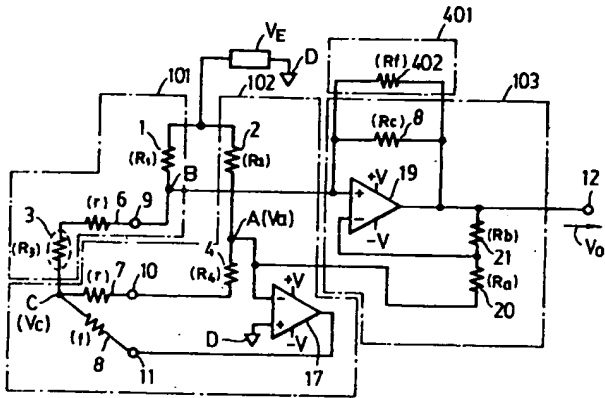 401
V_E
D
(Rf) 402
101
102
103
1
2
(Rc) 8
(R₁)
(R₂)
B
+V
19
12
3
(r) 6 9
+
-
A(Va)
(Rb)
21
V₀
(R₃)
4
-V
(r)
7
10
(R₄)
(Ra)
20
C
(Vc)
+V
-
+
D
-V
17
(r)
8
11